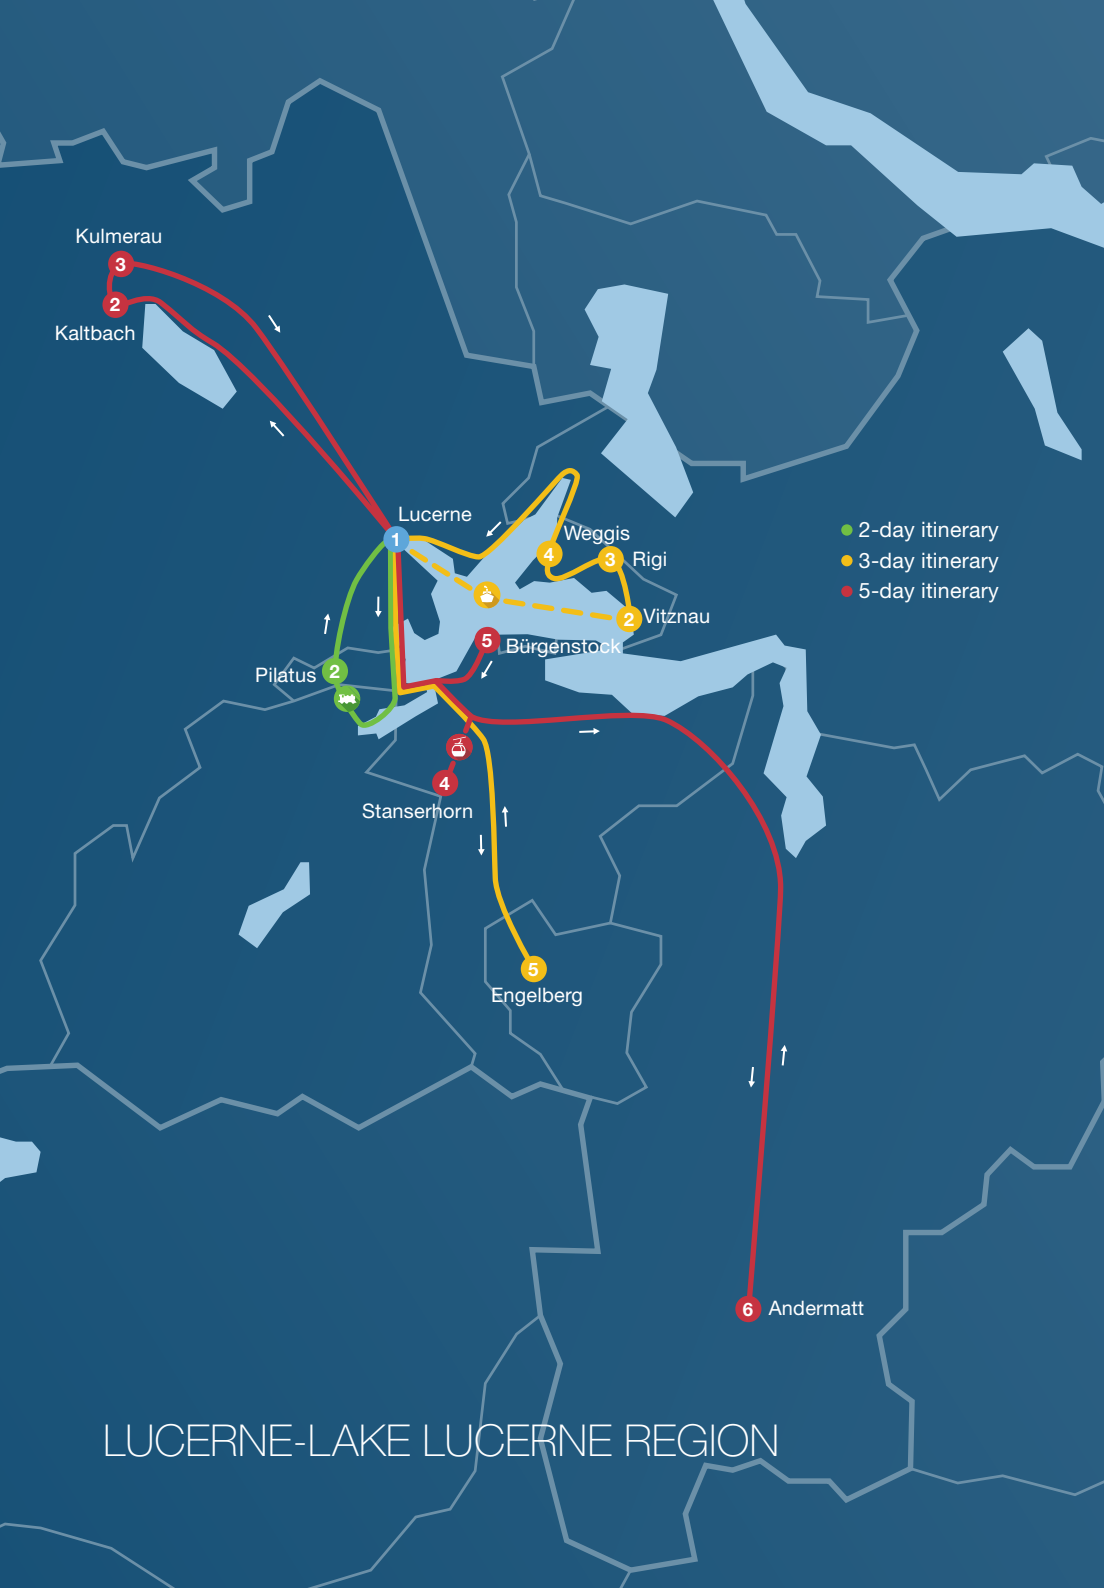 Kulmerau
3
2
Kaltbach
Lucerne
1
Weggis
4
3
Rigi
2-day itinerary
3-day itinerary
5-day itinerary
2
Vitznau
5
Bürgenstock
Pilatus
2
4
Stanserhorn
5
Engelberg
6
Andermatt
LUCERNE-LAKE LUCERNE REGION